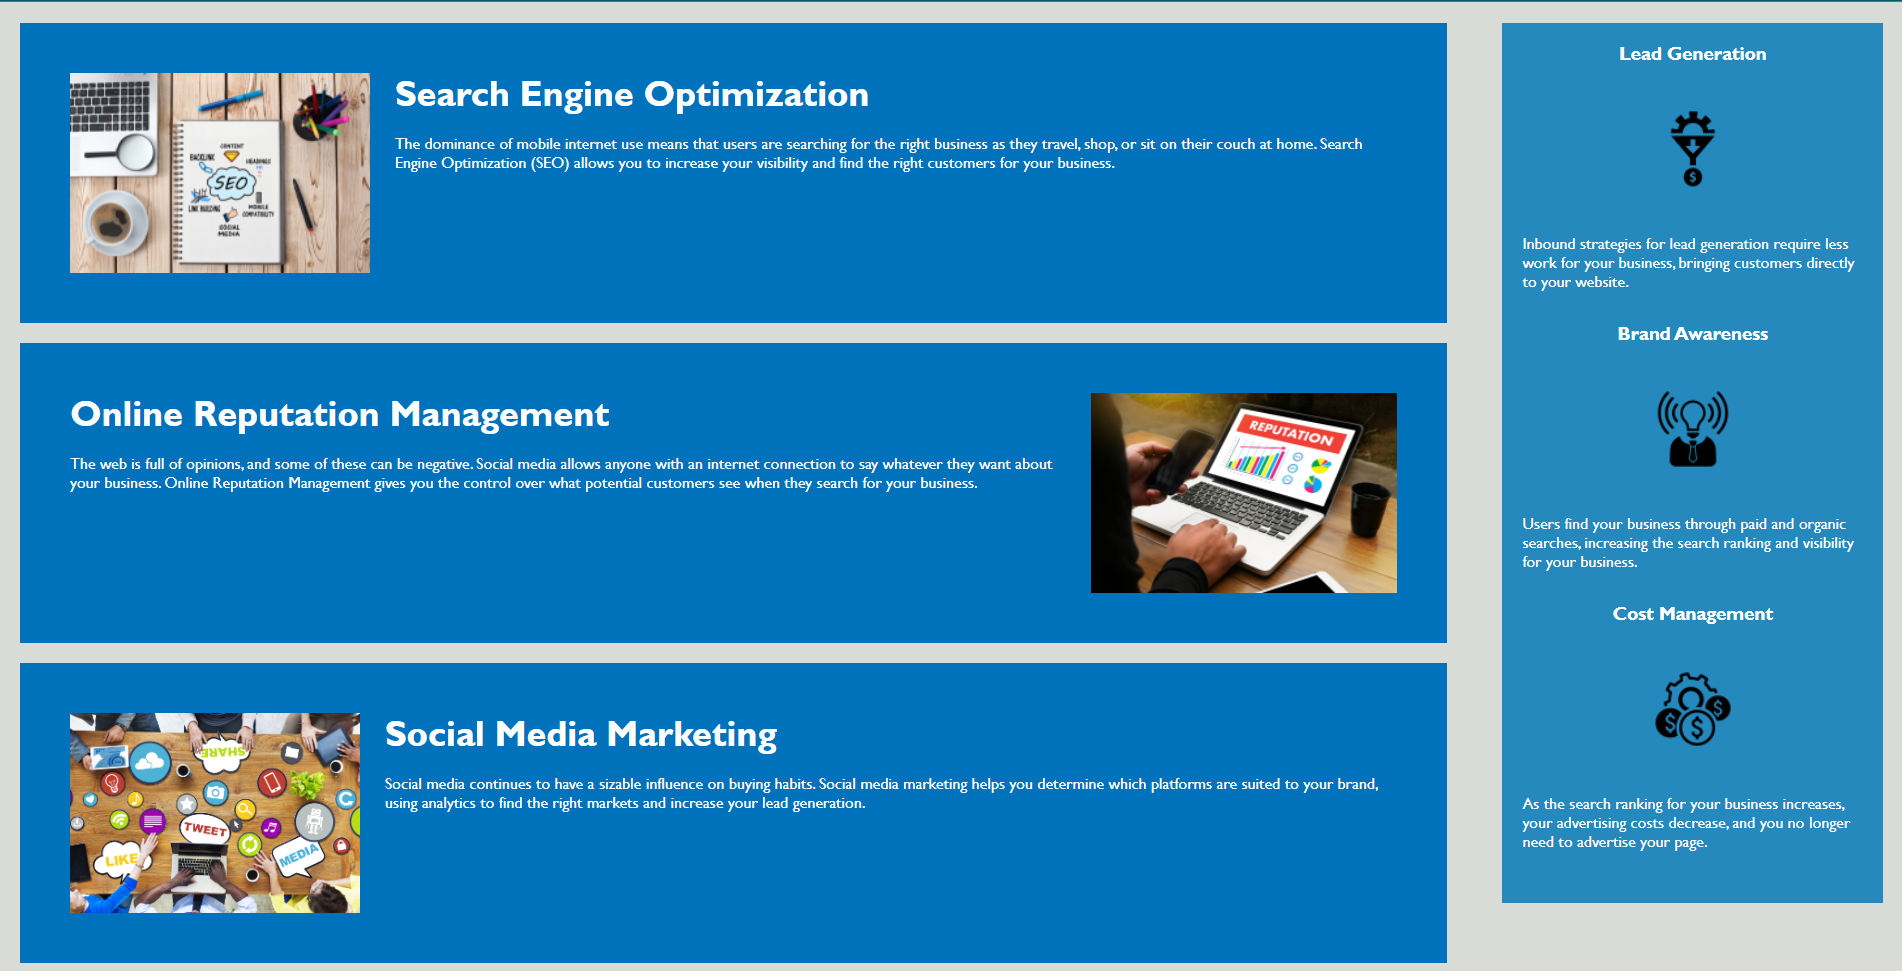 Search Engine Optimization
The dominance of mobile internet use means that users are searching for the right business as they travel, shop, or sit on their couch at home. Search
Engine Optimization (SEO) allows you to increase your visibility and find the right customers for your business.
CONTENT
BACKLINK
HEADINGS
SEO
LINK BUILDING
MOBILE
COMPATIBILITY
SOCIAL
MEDIA
Online Reputation Management
The web is full of opinions, and some of these can be negative. Social media allows anyone with an internet connection to say whatever they want about
your business. Online Reputation Management gives you the control over what potential customers see when they search for your business.
REPUTATION
Social Media Marketing
Social media continues to have a sizable influence on buying habits. Social media marketing helps you determine which platforms are suited to your brand,
using analytics to find the right markets and increase your lead generation.
SHARE
TWEET
LIKE
MEDIA
Lead Generation
$
Inbound strategies for lead generation require less
work for your business, bringing customers directly
to your website.
Brand Awareness
Users find your business through paid and organic
searches, increasing the search ranking and visibility
for your business.
Cost Management
$ $ $
As the search ranking for your business increases,
your advertising costs decrease, and you no longer
need to advertise your page.